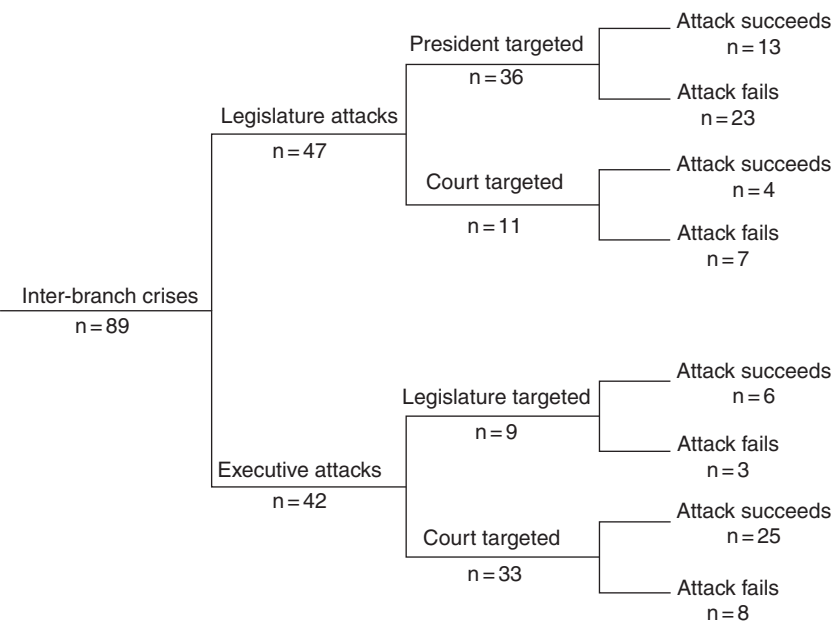 Attack succeeds
n = 13
President targeted
n = 36
Attack fails
n = 23
Legislature attacks
n = 47
Attack succeeds
n = 4
Court targeted
n = 11
Attack fails
n = 7
Inter-branch crises
n = 89
Attack succeeds
n = 6
Legislature targeted
n = 9
Attack fails
n = 3
Executive attacks
n = 42
Attack succeeds
n = 25
Court targeted
n = 33
Attack fails
n = 8